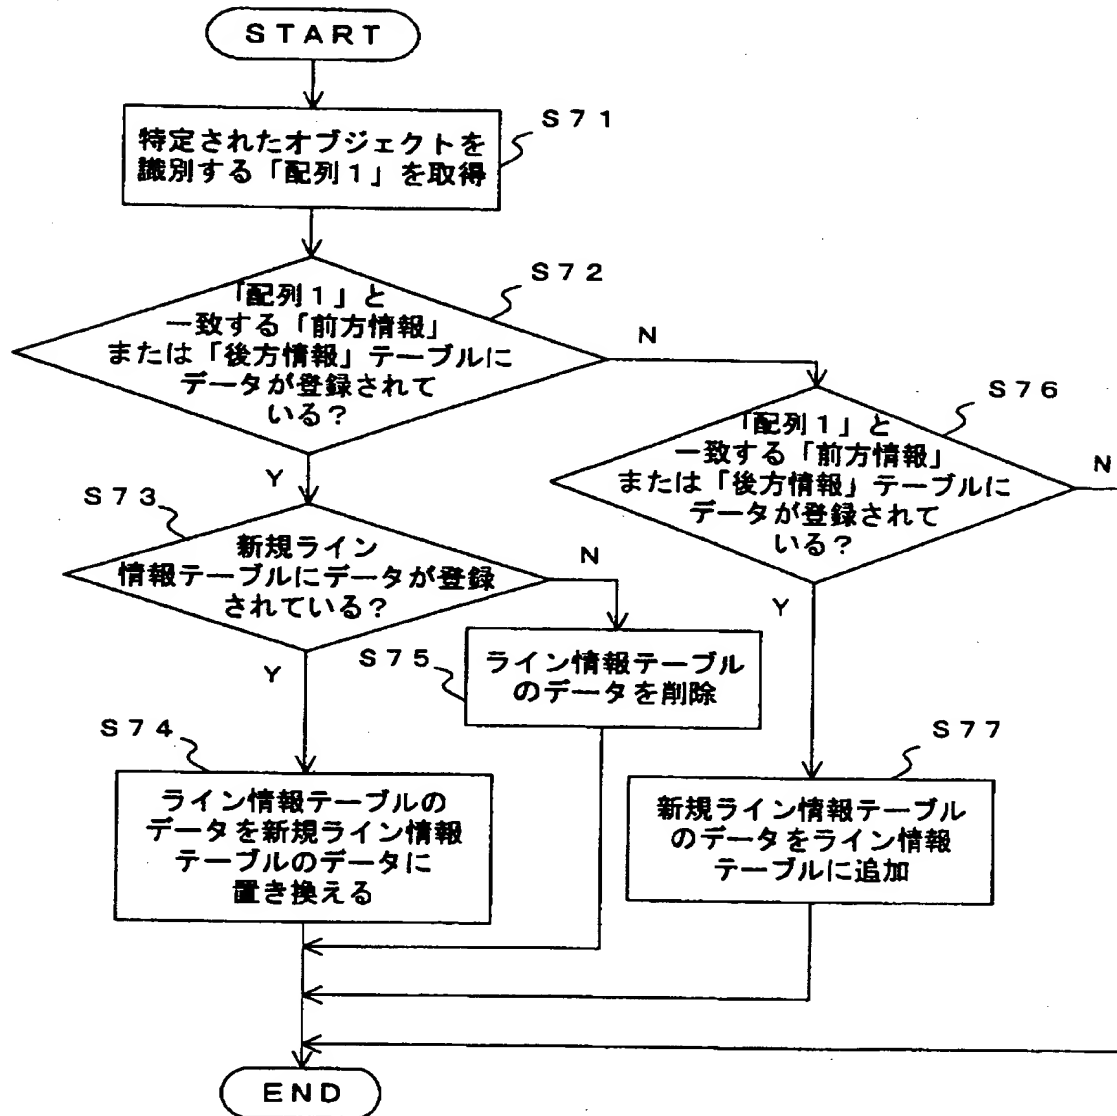 START
S71
特定されたオブジェクトを
識別する「配列1」を取得
S72
「配列1」と
一致する「前方情報」
または「後方情報」テーブルに
データが登録されて
いる?
N
Y
S76
「配列1」と
一致する「前方情報」
または「後方情報」テーブルに
データが登録されて
いる?
N
Y
S73
新規ライン
情報テーブルにデータが登録
されている?
N
Y
S75
ライン情報テーブル
のデータを削除
S74
ライン情報テーブルの
データを新規ライン情報
テーブルのデータに
置き換える
S77
新規ライン情報テーブル
のデータをライン情報
テーブルに追加
END